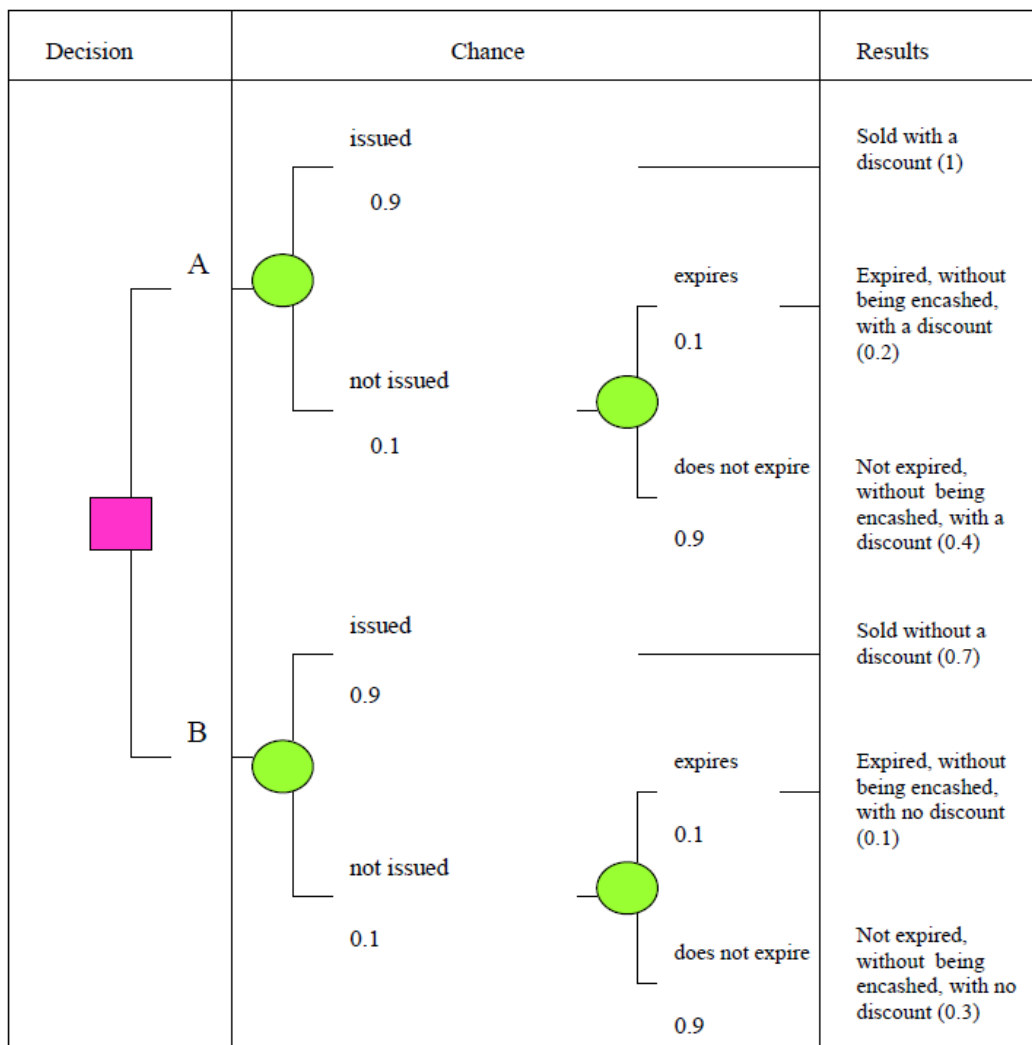 Decision
Chance
Results
issued
0.9
Sold with a
discount (1)
A
expires
0.1
Expired, without
being encashed,
with a discount
(0.2)
not issued
0.1
does not expire
0.9
Not expired,
without being
encashed, with a
discount (0.4)
issued
0.9
Sold without a
discount (0.7)
B
expires
0.1
Expired, without
being encashed,
with no discount
(0.1)
not issued
0.1
does not expire
0.9
Not expired,
without being
encashed, with no
discount (0.3)